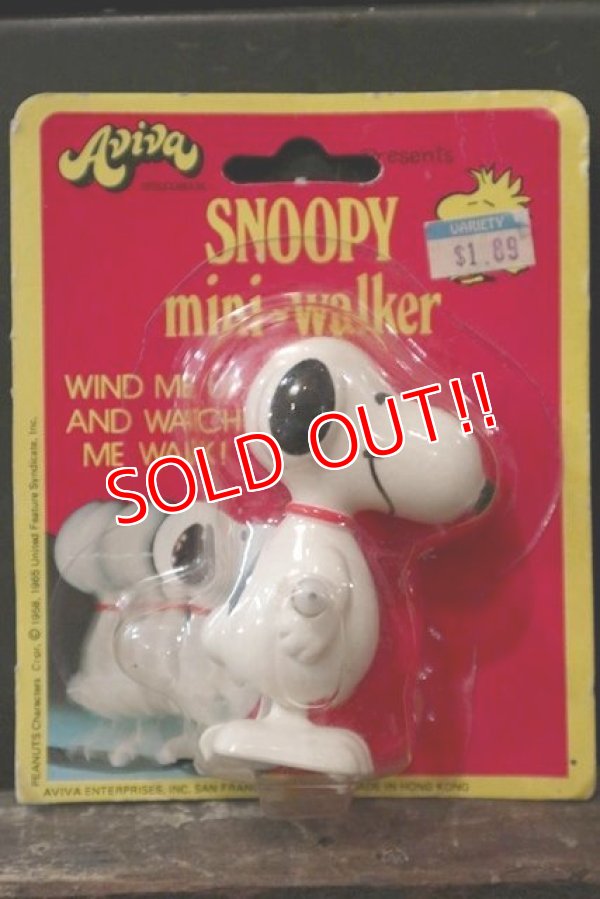 Aviva
presents
SNOOPY
mini-walker
VARIETY
$1.89
WIND ME
AND WATCH
ME WALK!
SOLD OUT!!
PEANUTS Characters Copr. © 1958, 1965 United Feature Syndicate, Inc.
AVIVA ENTERPRISES, INC. SAN FRAN MADE IN HONG KONG